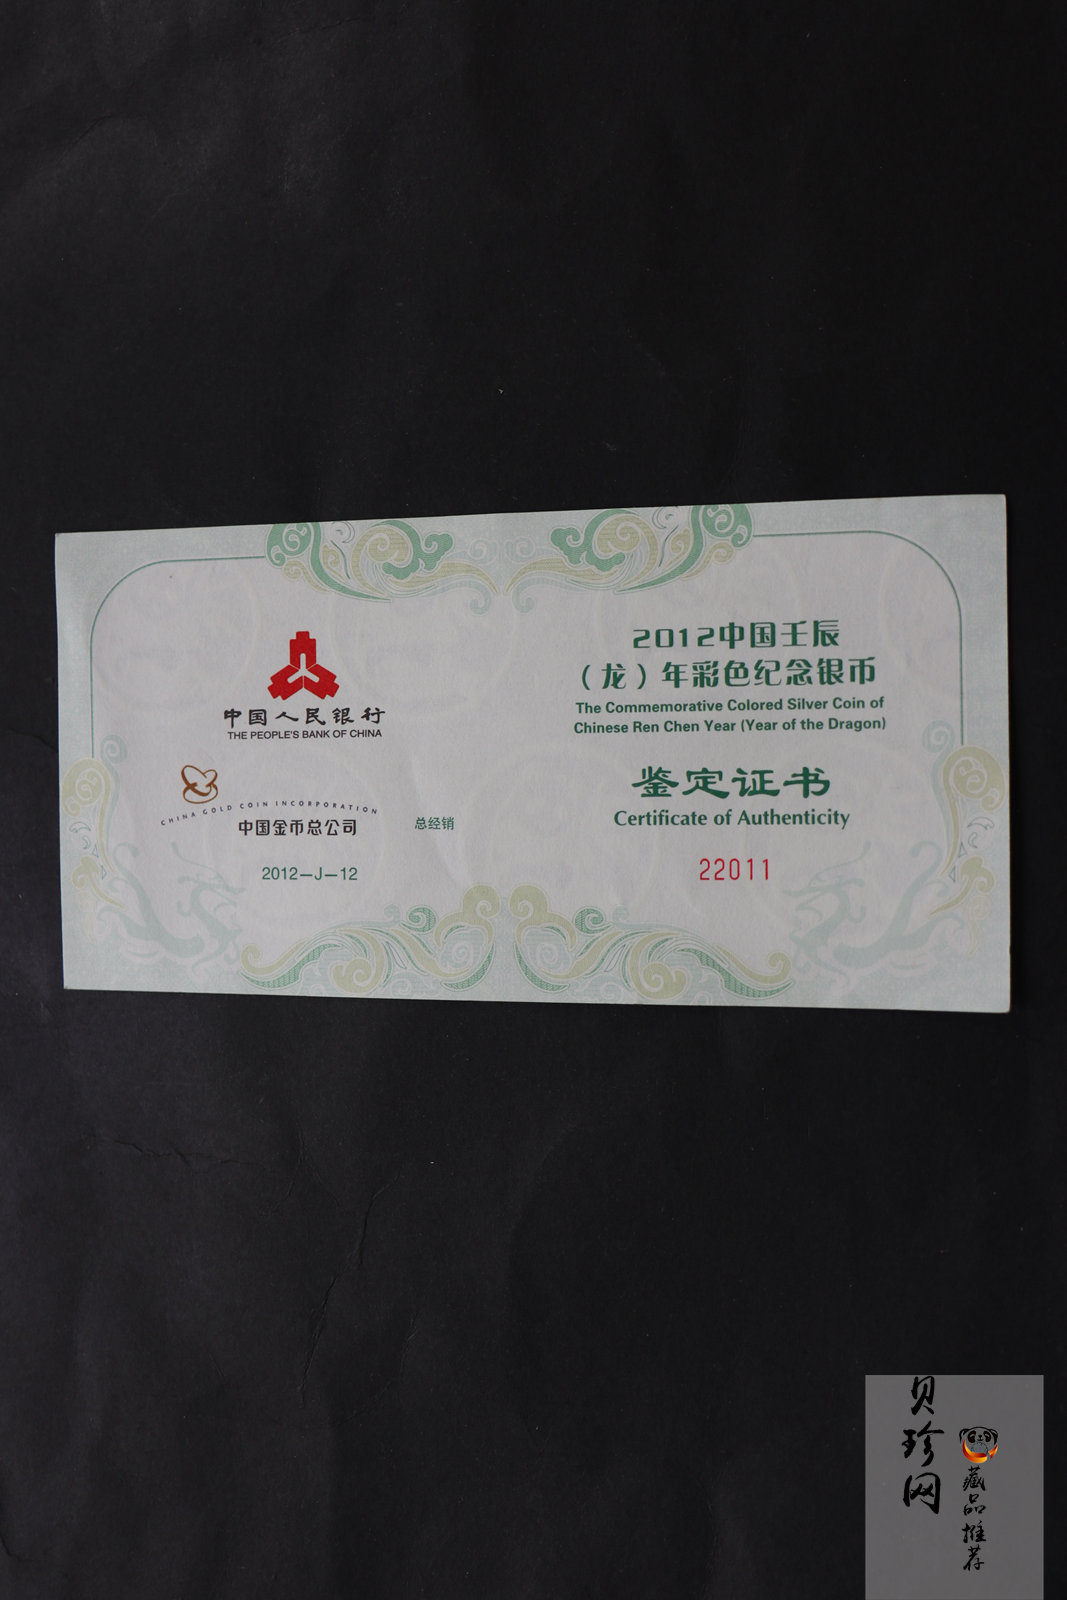 中国人民银行
THE PEOPLE'S BANK OF CHINA
CHINA GOLD COIN INCORPORATION
中国金币总公司
总经销
2012—J—12
2012中国壬辰
（龙）年彩色纪念银币
The Commemorative Colored Silver Coin of
Chinese Ren Chen Year (Year of the Dragon)
鉴定证书
Certificate of Authenticity
22011
贝珍网
藏品推荐